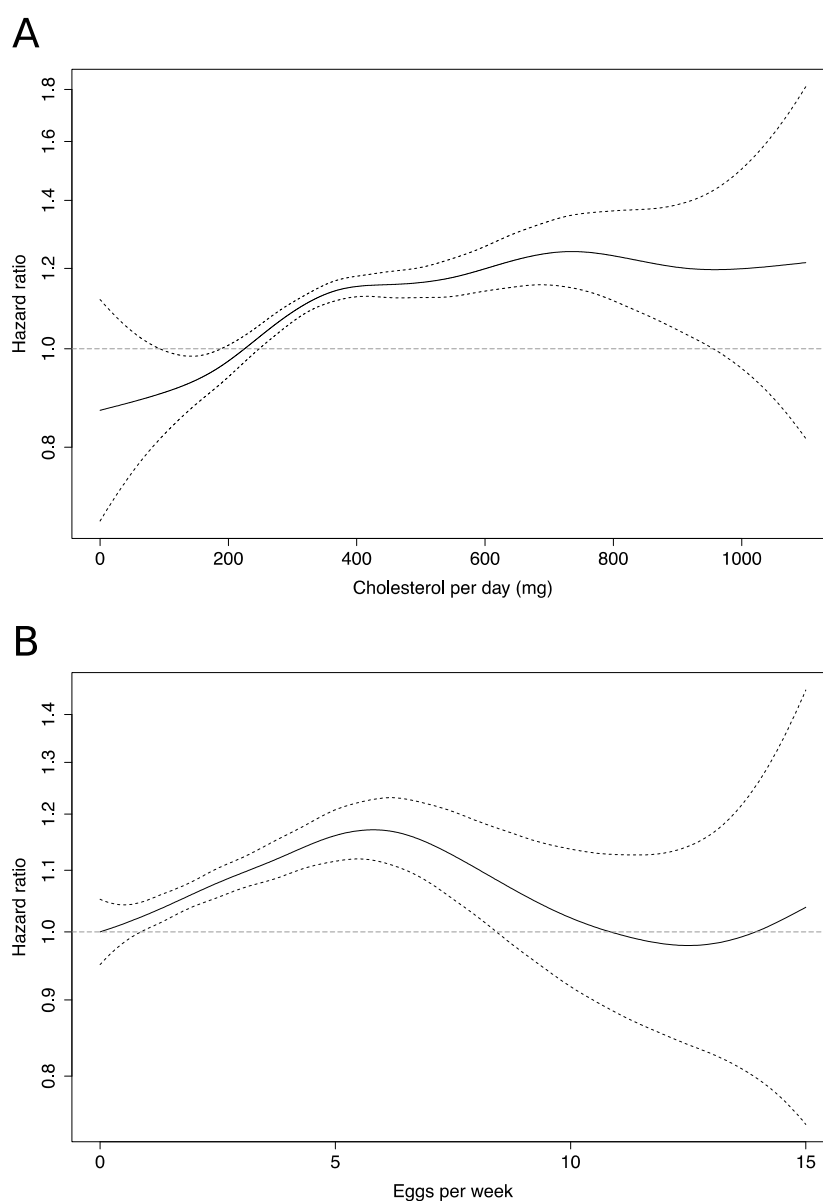 A
1.8
1.6
1.4
1.2
1.0
0.8
Hazard ratio
0 200 400 600 800 1000
Cholesterol per day (mg)
B
1.4
1.3
1.2
1.1
1.0
0.9
0.8
Hazard ratio
0 5 10 15
Eggs per week